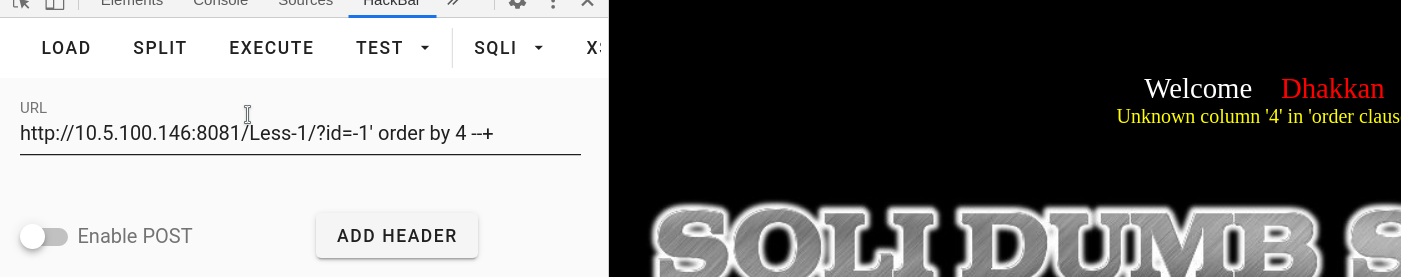 Elements Console Sources HackBar
LOAD SPLIT EXECUTE TEST SQLI
URL
http://10.5.100.146:8081/Less-1/?id=-1' order by 4 --+
Enable POST ADD HEADER
Welcome Dhakkan
Unknown column '4' in 'order claus
SQLI DUMB S